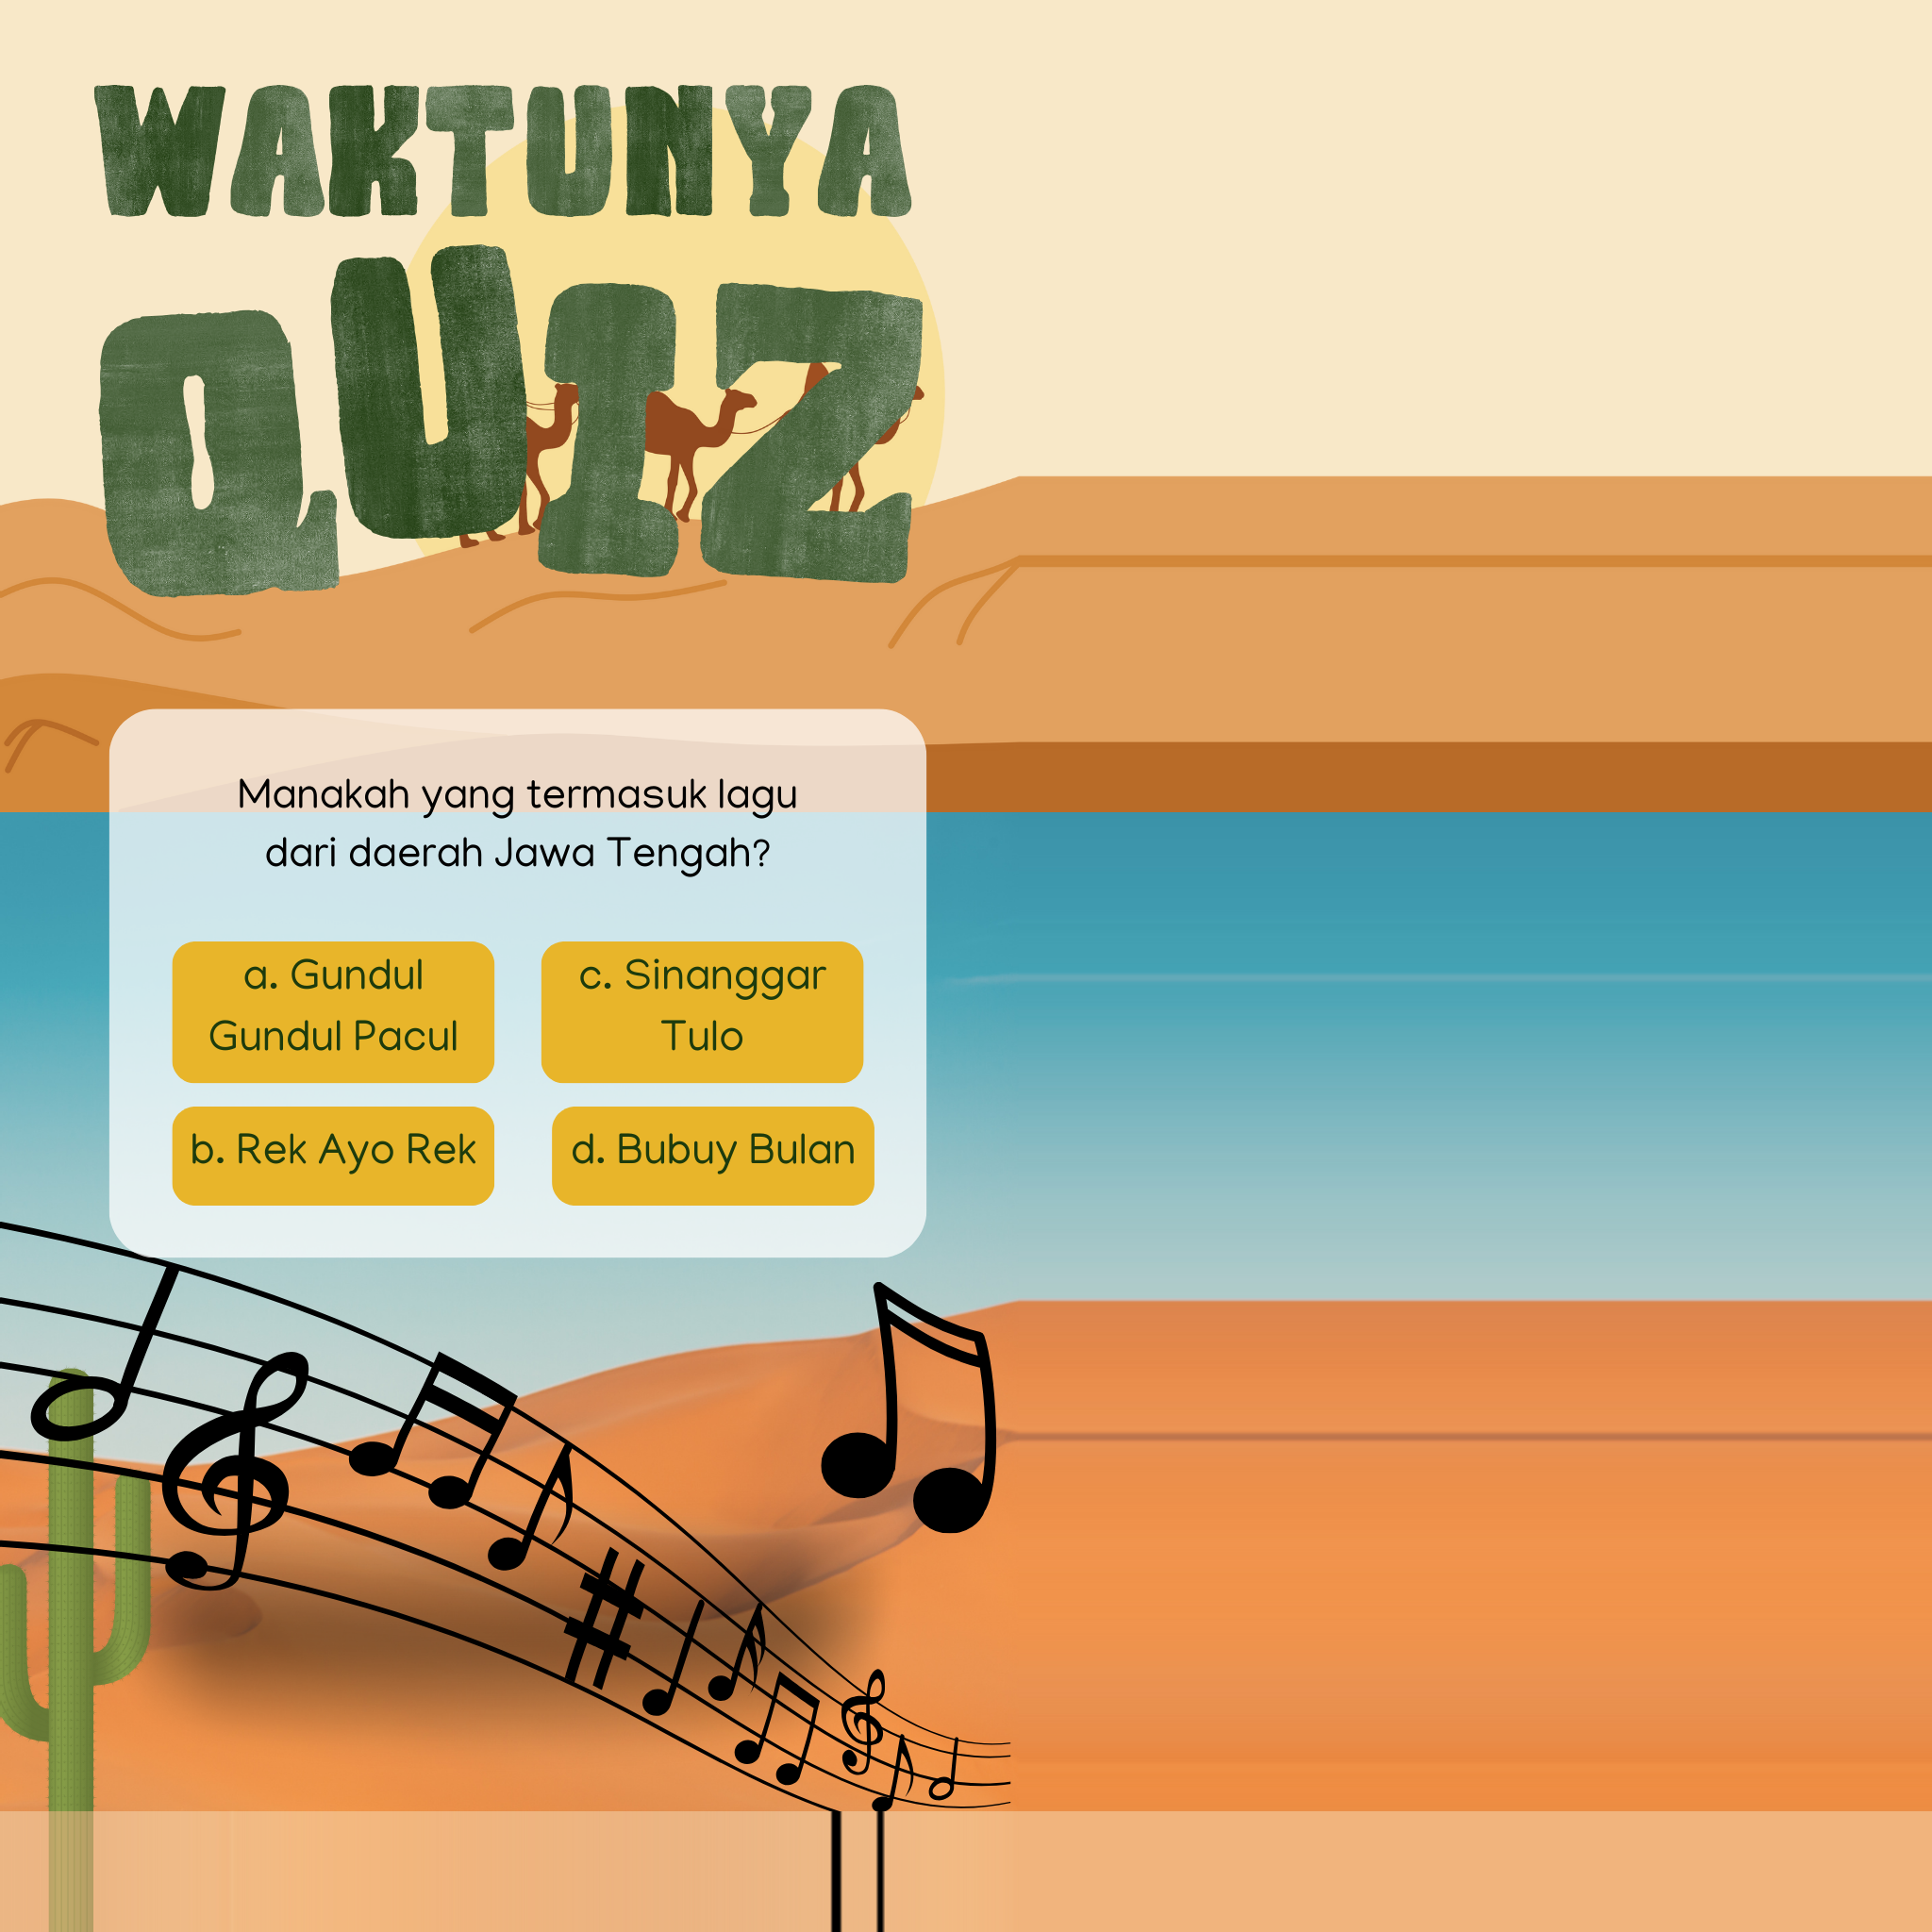 WAKTUNYA
QUIZ
Manakah yang termasuk lagu
dari daerah Jawa Tengah?
a. Gundul
Gundul Pacul
b. Rek Ayo Rek
c. Sinanggar
Tulo
d. Bubuy Bulan